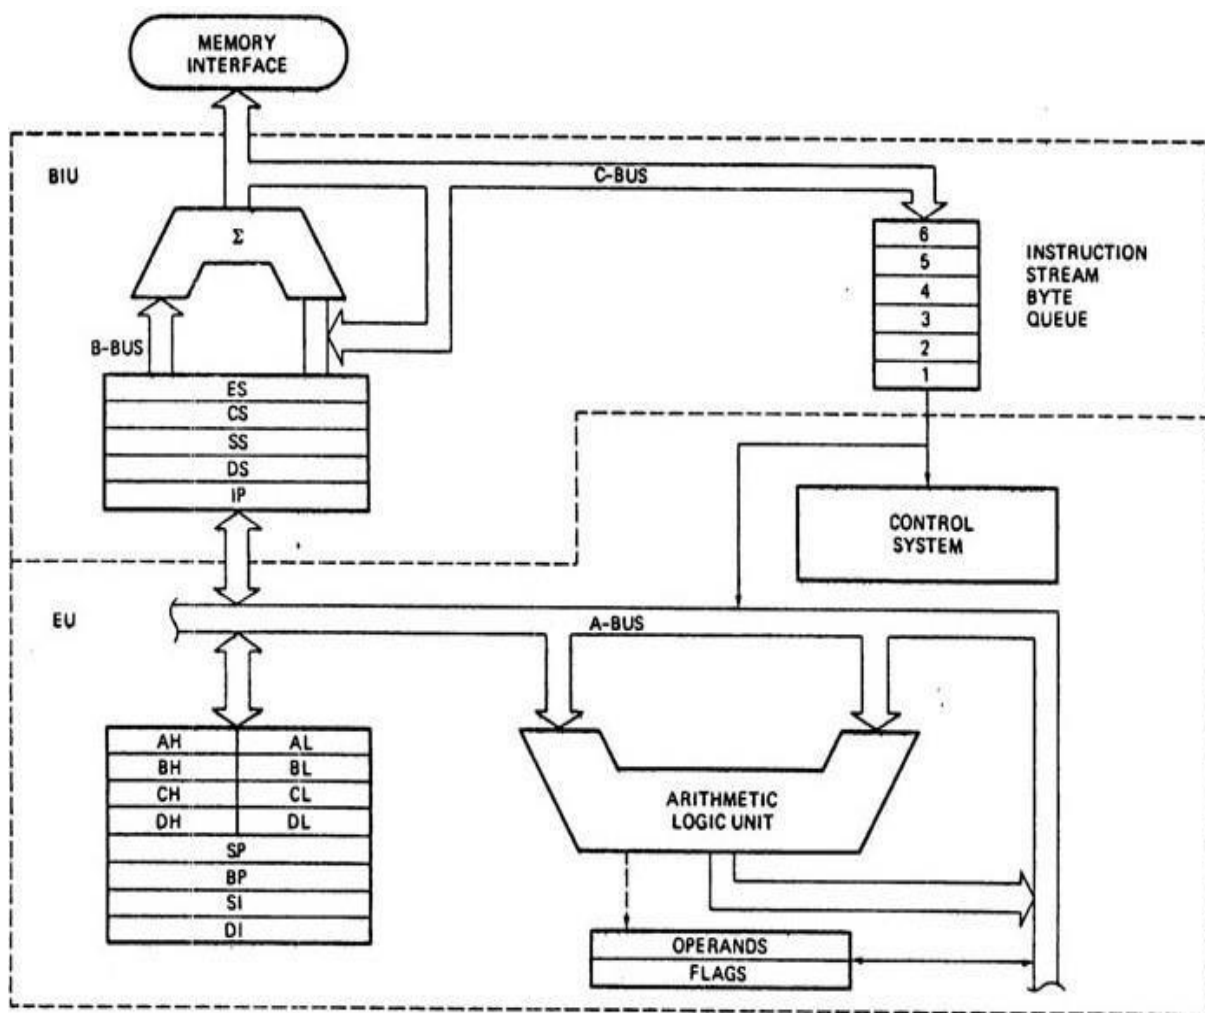 MEMORY
INTERFACE
BIU
C-BUS
Σ
6
5
4
3
2
1
INSTRUCTION
STREAM
BYTE
QUEUE
B-BUS
ES
CS
SS
DS
IP
CONTROL
SYSTEM
EU
A-BUS
AH AL
BH BL
CH CL
DH DL
SP
BP
SI
DI
ARITHMETIC
LOGIC UNIT
OPERANDS
FLAGS